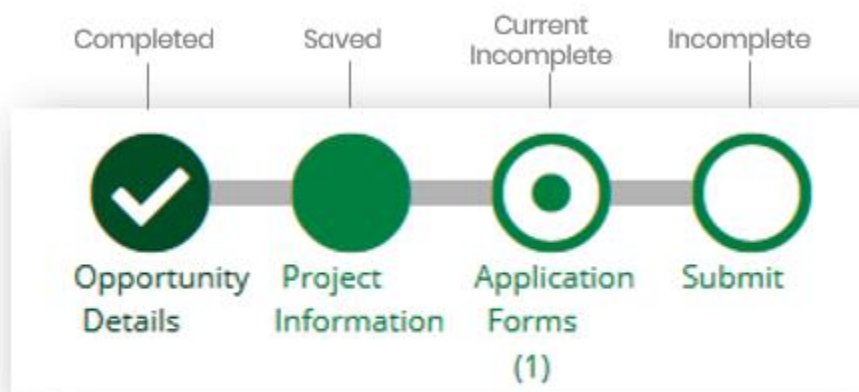 Completed
Saved
Current
Incomplete
Incomplete
Opportunity
Details
Project
Information
Application
Forms
(1)
Submit